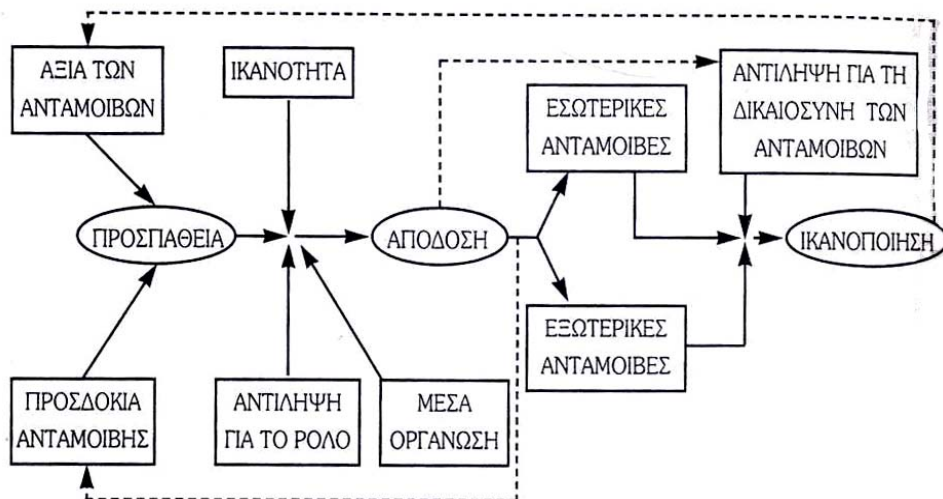 ΑΞΙΑ ΤΩΝ
ΑΝΤΑΜΟΙΒΩΝ
ΙΚΑΝΟΤΗΤΑ
ΕΣΩΤΕΡΙΚΕΣ
ΑΝΤΑΜΟΙΒΕΣ
ΑΝΤΙΛΗΨΗ ΓΙΑ ΤΗ
ΔΙΚΑΙΟΣΥΝΗ ΤΩΝ
ΑΝΤΑΜΟΙΒΩΝ
ΠΡΟΣΠΑΘΕΙΑ
ΑΠΟΔΟΣΗ
ΙΚΑΝΟΠΟΙΗΣΗ
ΕΞΩΤΕΡΙΚΕΣ
ΑΝΤΑΜΟΙΒΕΣ
ΠΡΟΣΔΟΚΙΑ
ΑΝΤΑΜΟΙΒΗΣ
ΑΝΤΙΛΗΨΗ
ΓΙΑ ΤΟ ΡΟΛΟ
ΜΕΣΑ
ΟΡΓΑΝΩΣΗ